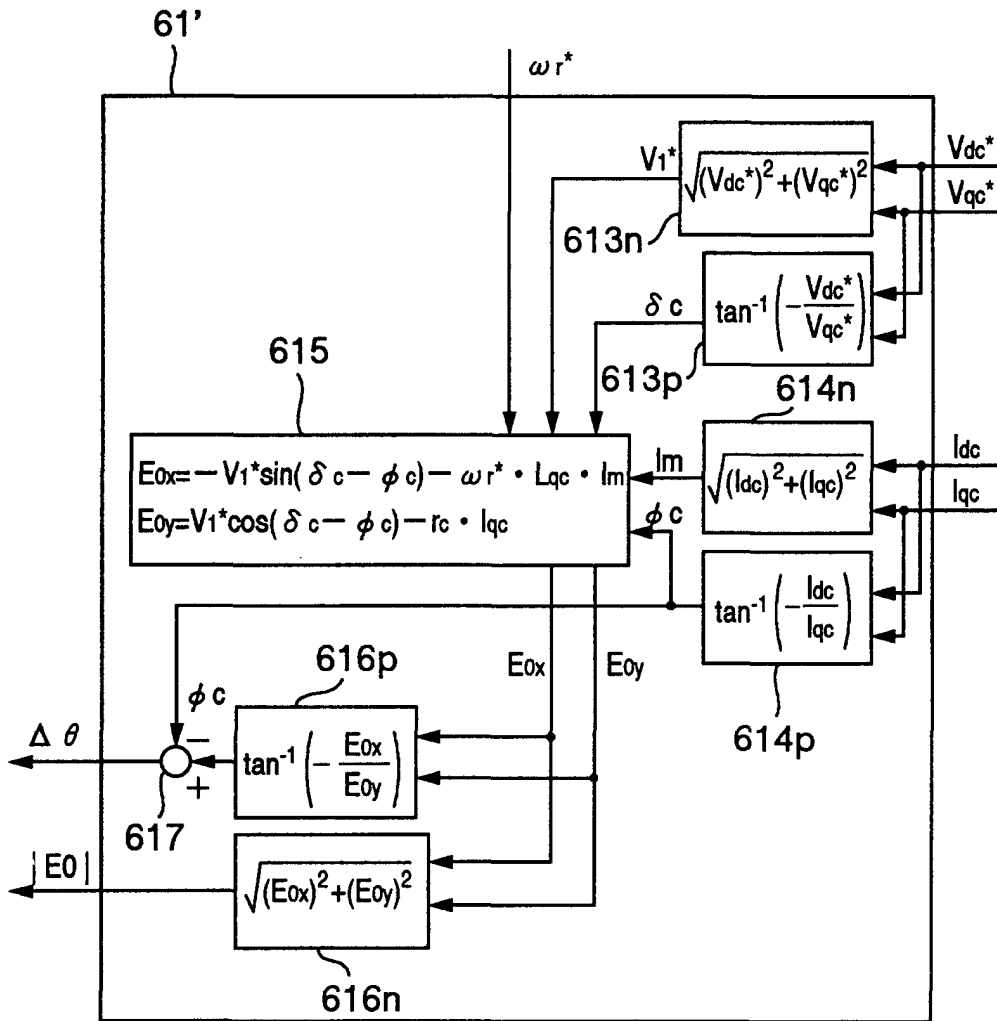 61’
ωr*
V1*
√(Vdc*)²+(Vqc*)²
Vdc*
Vqc*
613n
δc
tan⁻¹(-Vdc*/Vqc*)
613p
615
614n
E0x=-V1*sin(δc-φc)-ωr*・Lqc・Im
E0y=V1*cos(δc-φc)-rc・Iqc
Im
φc
√(Idc)²+(Iqc)²
Idc
Iqc
tan⁻¹(-Idc/Iqc)
614p
E0x
E0y
616p
φc
Δθ
-
+
tan⁻¹(-E0x/E0y)
617
|E0|
√(E0x)²+(E0y)²
616n